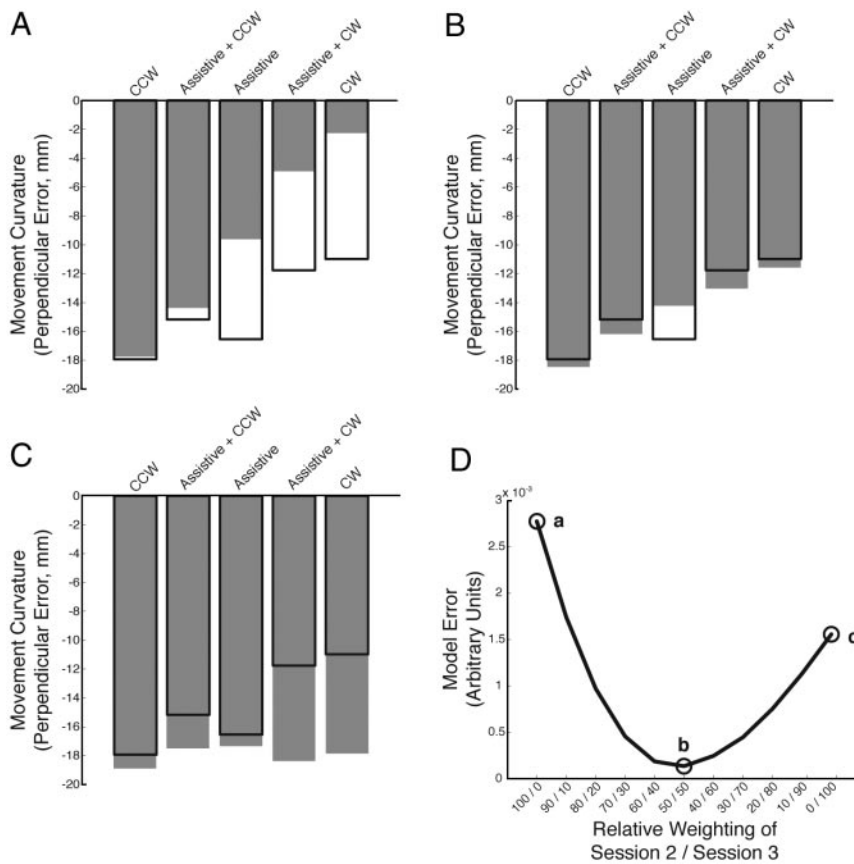 A
CCW
Assistive + CCW
Assistive
Assistive + CW
CW
0
-2
-4
-6
-8
-10
-12
-14
-16
-18
-20
Movement Curvature
(Perpendicular Error, mm)
B
CCW
Assistive + CCW
Assistive
Assistive + CW
CW
0
-2
-4
-6
-8
-10
-12
-14
-16
-18
-20
Movement Curvature
(Perpendicular Error, mm)
C
CCW
Assistive + CCW
Assistive
Assistive + CW
CW
0
-2
-4
-6
-8
-10
-12
-14
-16
-18
-20
Movement Curvature
(Perpendicular Error, mm)
D
x 10⁻³
3
2.5
2
1.5
1
0.5
0
Model Error
(Arbitrary Units)
a
b
c
100 / 0
90 / 10
80 / 20
70 / 30
60 / 40
50 / 50
40 / 60
30 / 70
20 / 80
10 / 90
0 / 100
Relative Weighting of
Session 2 / Session 3